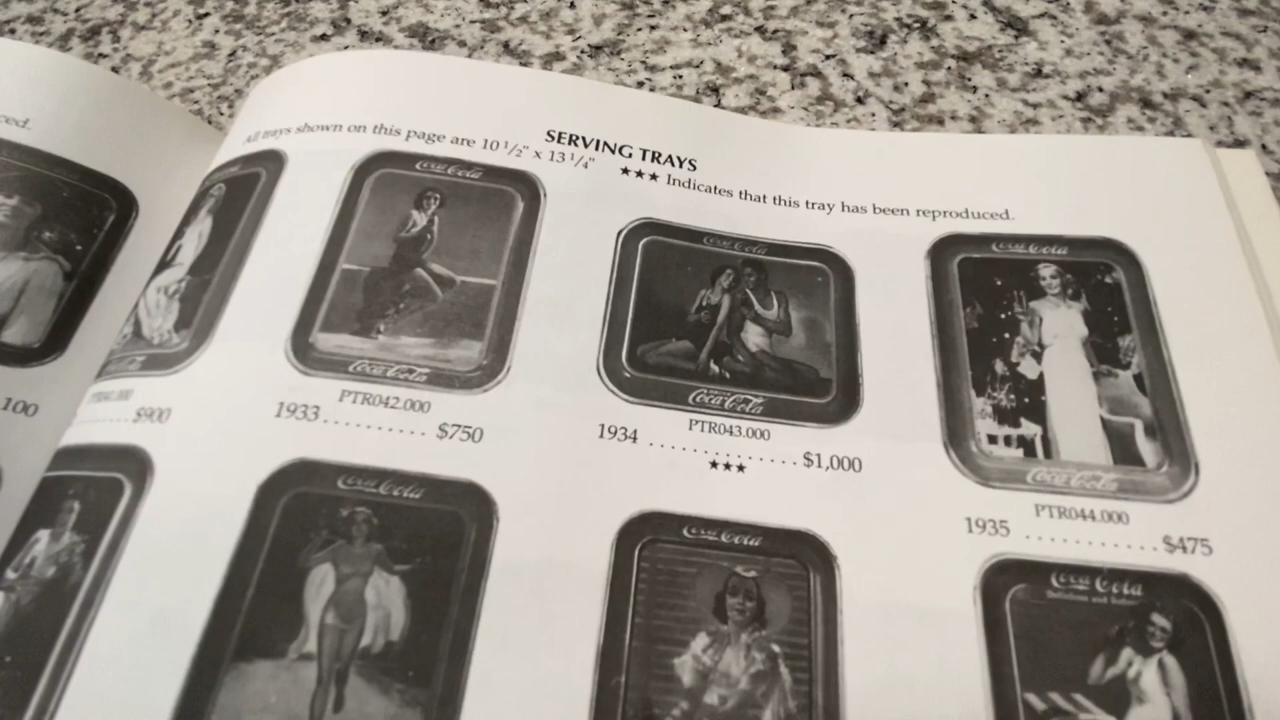 ced.
SERVING TRAYS
All trays shown on this page are 10 1/2" x 13 1/4"
★★★ Indicates that this tray has been reproduced.
Coca-Cola
Coca-Cola
Coca-Cola
Coca-Cola
Coca-Cola
Coca-Cola
100
$900
PTR042.000
1933.......... $750
PTR043.000
1934 ............ $1,000
★★★
PTR044.000
1935 ...........$475
Coca-Cola
Coca-Cola
Coca-Cola